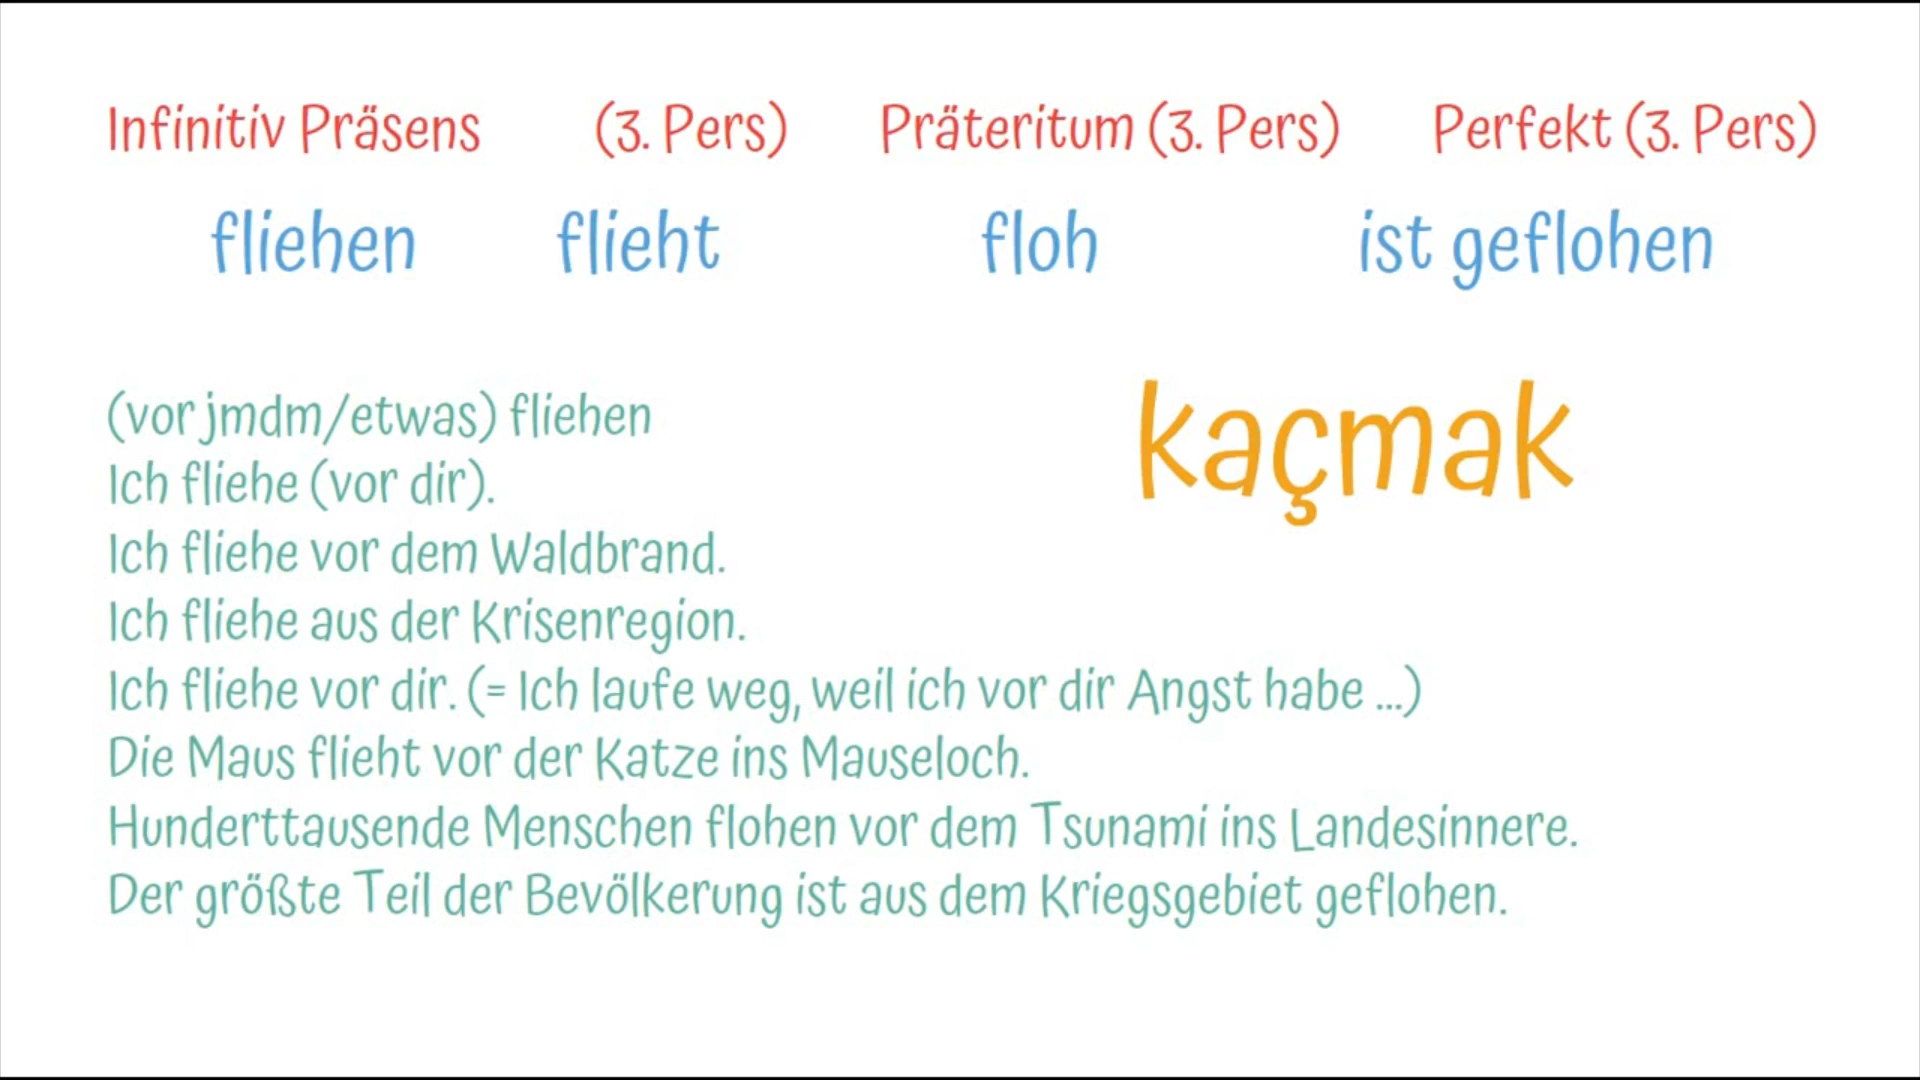 Infinitiv Präsens (3. Pers) Präteritum (3. Pers) Perfekt (3. Pers)
fliehen flieht floh ist geflohen
kaçmak
(vor jmdm/etwas) fliehen
Ich fliehe (vor dir).
Ich fliehe vor dem Waldbrand.
Ich fliehe aus der Krisenregion.
Ich fliehe vor dir. (= Ich laufe weg, weil ich vor dir Angst habe ...)
Die Maus flieht vor der Katze ins Mauseloch.
Hunderttausende Menschen flohen vor dem Tsunami ins Landesinnere.
Der größte Teil der Bevölkerung ist aus dem Kriegsgebiet geflohen.